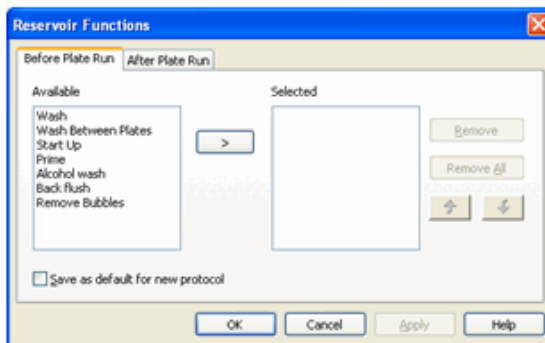 Reservoir Functions
Before Plate Run After Plate Run
Available Selected
Wash
Wash Between Plates
Start Up
Prime
Alcohol wash
Back flush
Remove Bubbles
>
Remove
Remove All
Save as default for new protocol
OK Cancel Apply Help